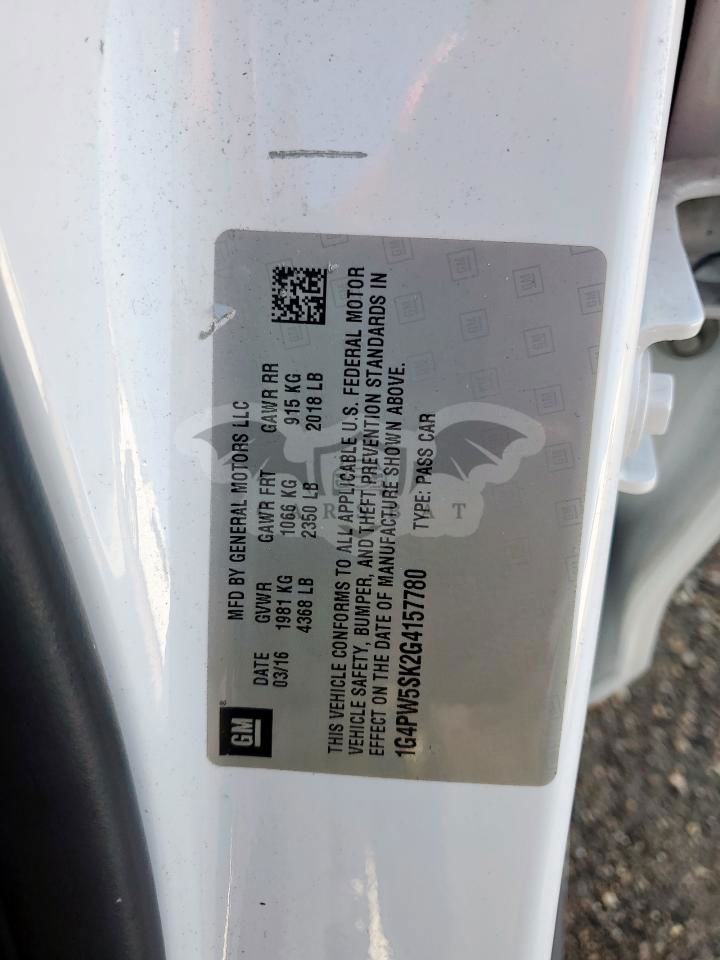 MFD BY GENERAL MOTORS LLC
DATE GVWR GAWR FRT GAWR RR
03/16 1981 KG 1066 KG 915 KG
4368 LB 2350 LB 2018 LB
THIS VEHICLE CONFORMS TO ALL APPLICABLE U.S. FEDERAL MOTOR
VEHICLE SAFETY, BUMPER, AND THEFT PREVENTION STANDARDS IN
EFFECT ON THE DATE OF MANUFACTURE SHOWN ABOVE.
1G4PW5SK2G4157780 TYPE: PASS CAR
GM